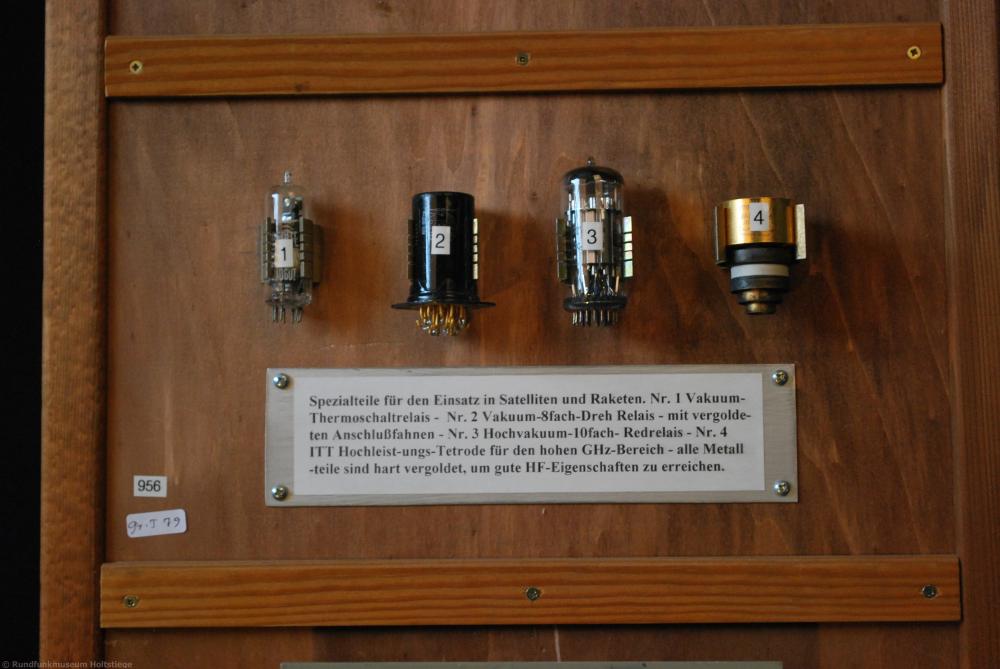 1
2
3
4
Spezialteile für den Einsatz in Satelliten und Raketen. Nr. 1 Vakuum-
Thermoschaltrelais - Nr. 2 Vakuum-8fach-Dreh Relais - mit vergolde-
ten Anschlußfahnen - Nr. 3 Hochvakuum-10fach- Redrelais - Nr. 4
ITT Hochleist-ungs-Tetrode für den hohen GHz-Bereich - alle Metall
-teile sind hart vergoldet, um gute HF-Eigenschaften zu erreichen.
956
© Rundfunkmuseum Holtstiege